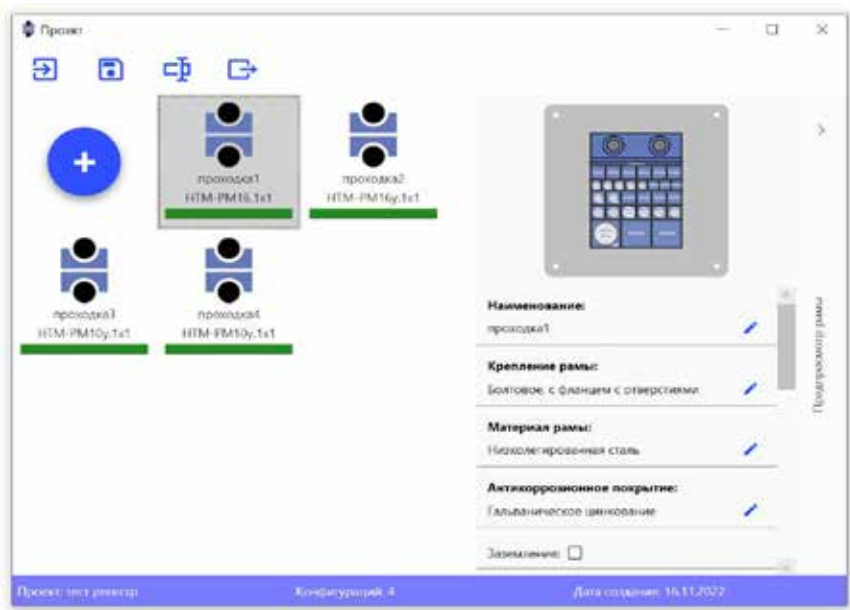 Проект
проходка1
НТМ-РМ16.1x1
проходка2
НТМ-РМ16у.1x1
проходка3
НТМ-РМ10у.1x1
проходка4
НТМ-РМ10у.1x1
Наименование:
проходка1
Крепление рамы:
Болтовое, с фланцем с отверстиями
Материал рамы:
Низколегированная сталь
Антикоррозионное покрытие:
Гальваническое цинкование
Заземление:
Предпросмотр рамы
Проект: тест
Конфигураций: 4
Дата создания: 16.11.2022